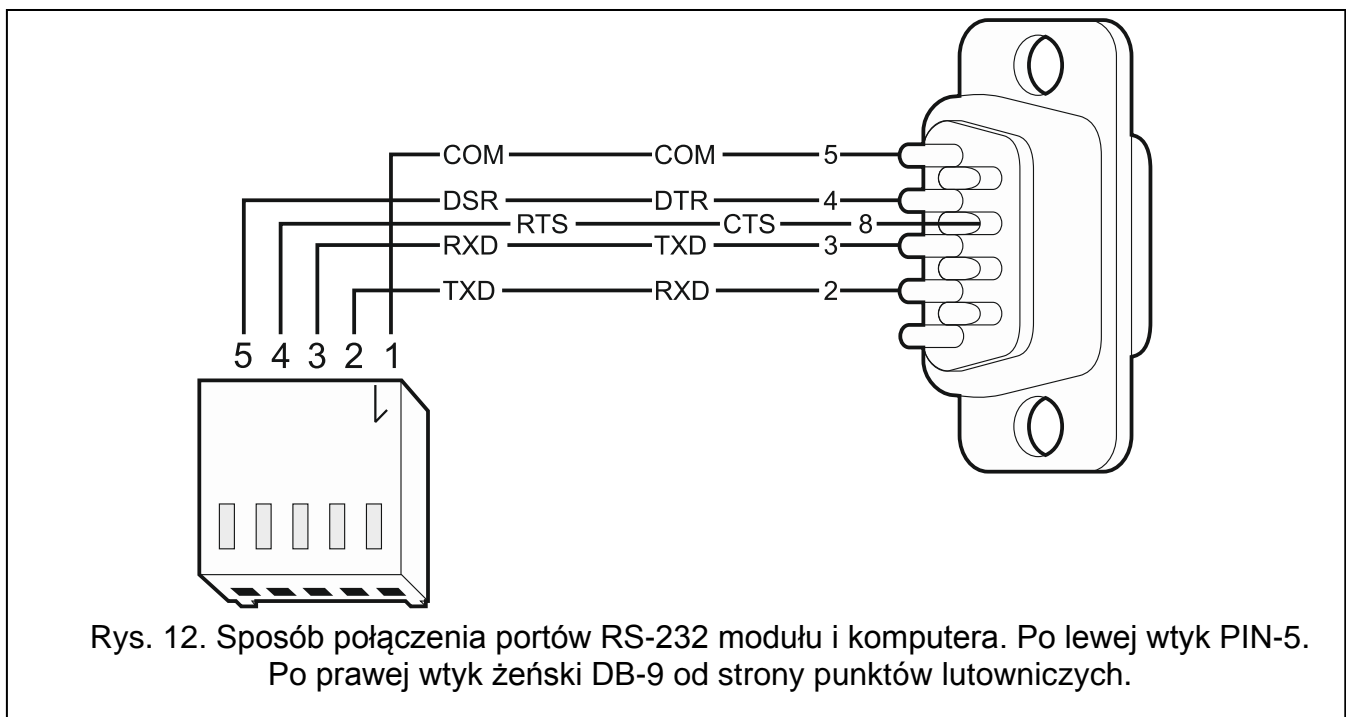 COM COM 5
DSR DTR 4
RTS CTS 8
RXD TXD 3
TXD RXD 2
5 4 3 2 1
Rys. 12. Sposób połączenia portów RS-232 modułu i komputera. Po lewej wtyk PIN-5.
Po prawej wtyk żeński DB-9 od strony punktów lutowniczych.